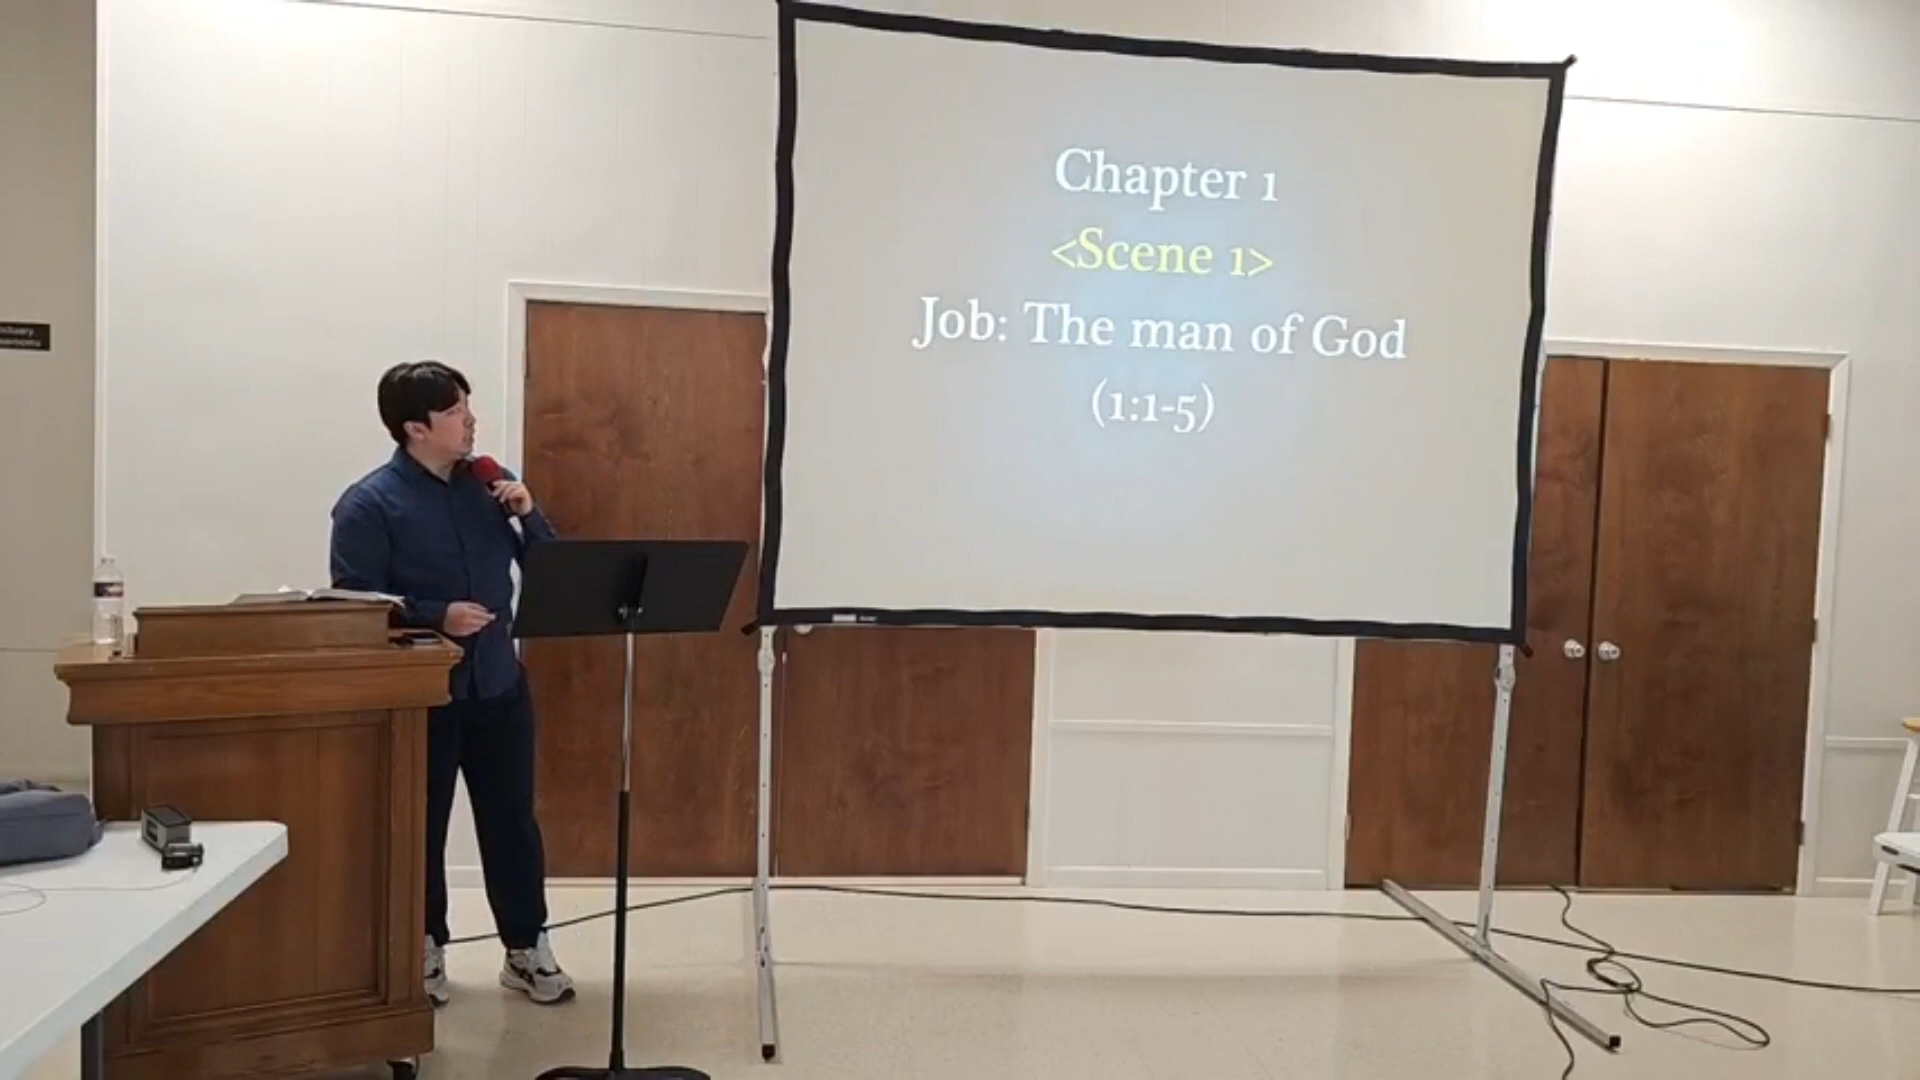 Chapter 1
<Scene 1>
Job: The man of God
(1:1-5)